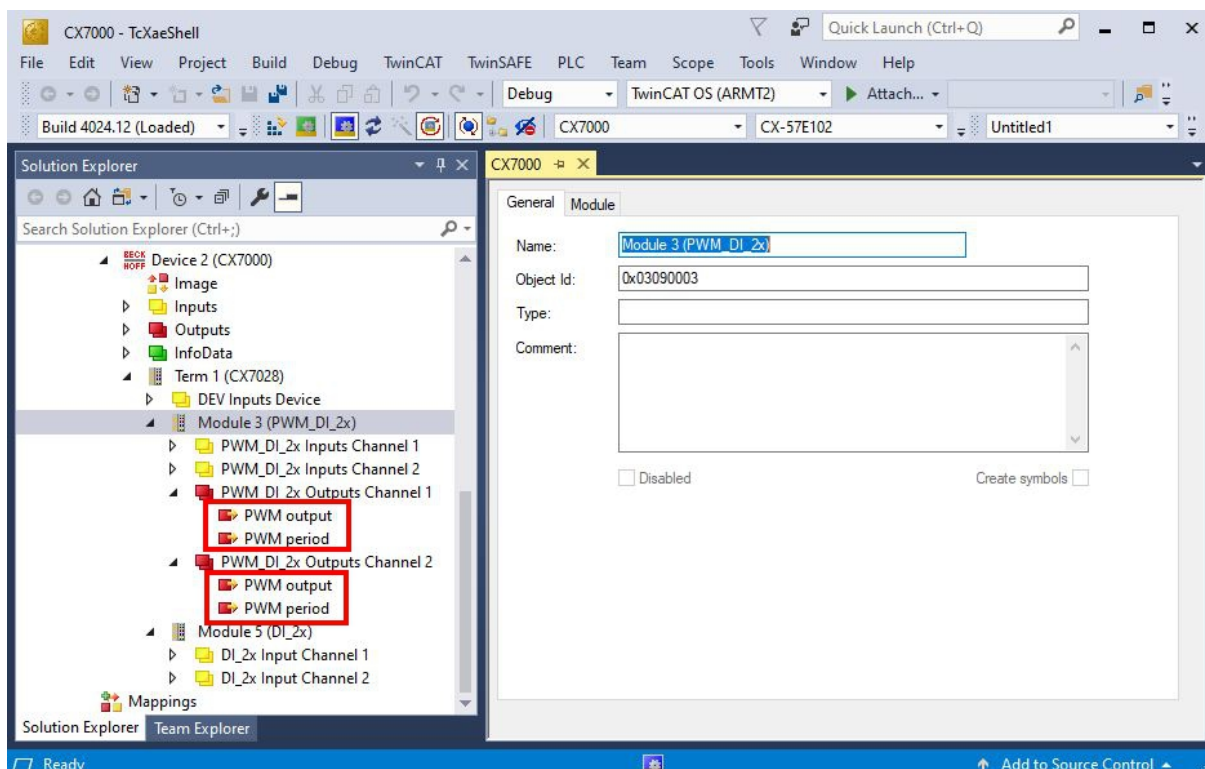 CX7000 - TcXaeShell
Quick Launch (Ctrl+Q)
File Edit View Project Build Debug TwinCAT TwinSAFE PLC Team Scope Tools Window Help
Debug TwinCAT OS (ARMT2) Attach...
Build 4024.12 (Loaded) CX7000 CX-57E102 Untitled1
Solution Explorer
Search Solution Explorer (Ctrl+;)
BECK
HOFF
Device 2 (CX7000)
Image
Inputs
Outputs
InfoData
Term 1 (CX7028)
DEV Inputs Device
Module 3 (PWM_DI_2x)
PWM_DI_2x Inputs Channel 1
PWM_DI_2x Inputs Channel 2
PWM_DI_2x Outputs Channel 1
PWM output
PWM period
PWM_DI_2x Outputs Channel 2
PWM output
PWM period
Module 5 (DI_2x)
DI_2x Input Channel 1
DI_2x Input Channel 2
Mappings
Solution Explorer Team Explorer
CX7000
General Module
Name: Module 3 (PWM_DI_2x)
Object Id: 0x03090003
Type:
Comment:
Disabled Create symbols
Ready Add to Source Control